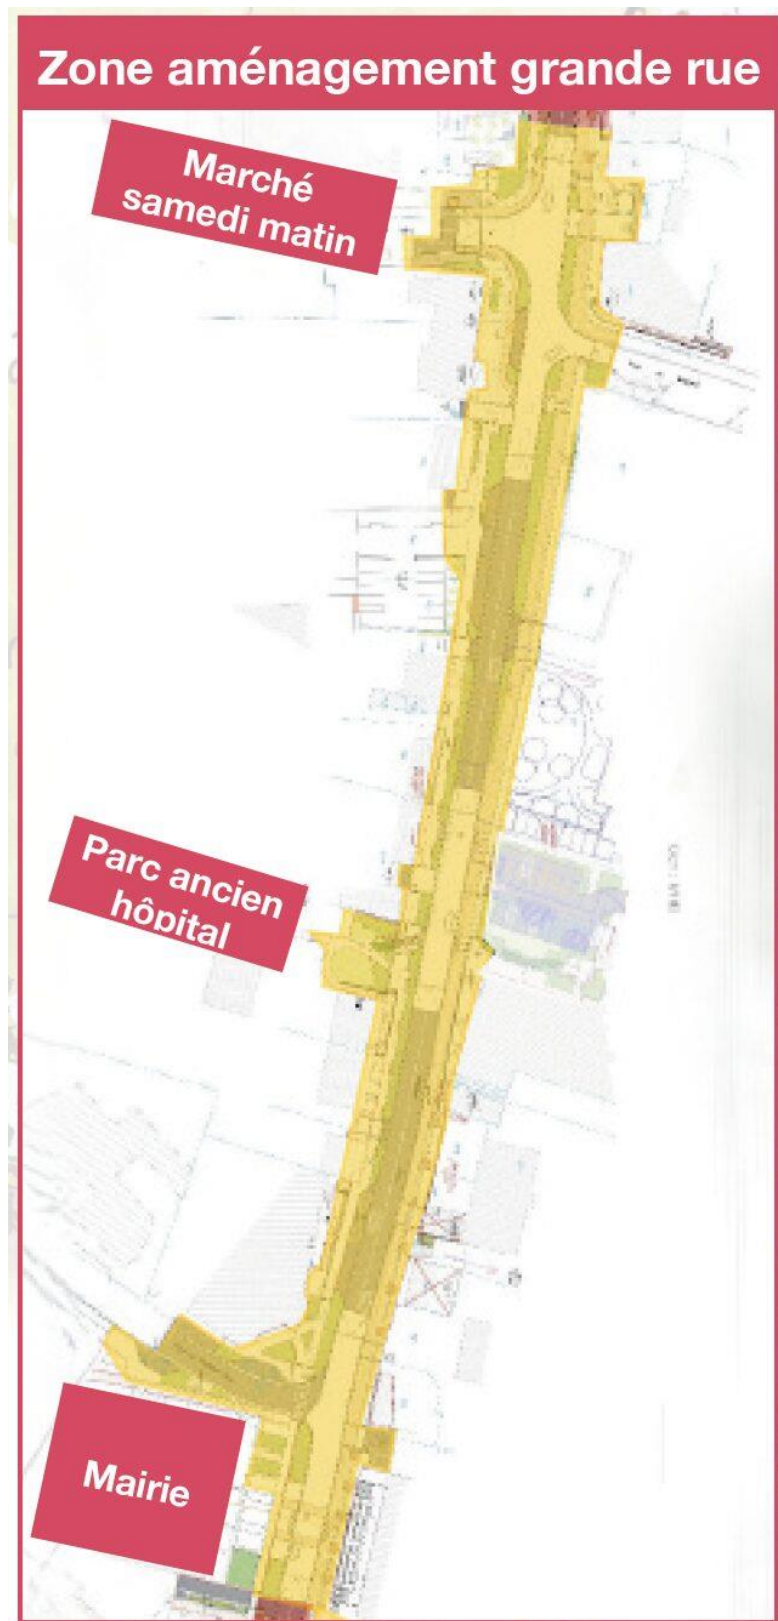 Zone aménagement grande rue
Marché
samedi matin
Parc ancien
hôpital
Mairie